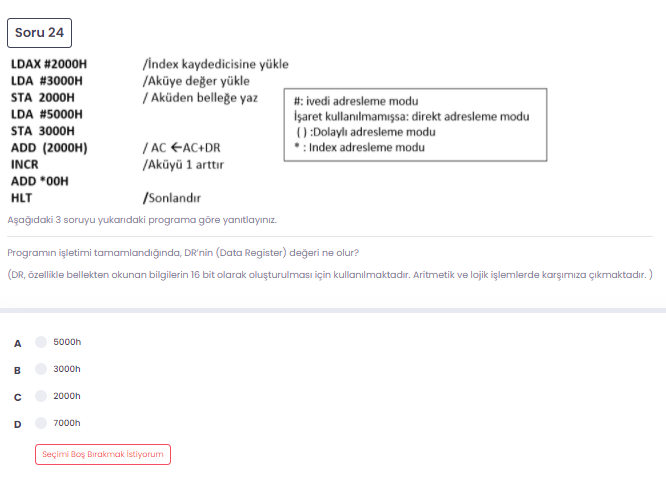 Soru 24
LDAX #2000H /İndex kaydedicisine yükle
LDA #3000H /Aküye değer yükle
STA 2000H / Aküden belleğe yaz
LDA #5000H
STA 3000H
ADD (2000H) / AC ←AC+DR
INCR /Aküyü 1 arttır
ADD *00H
HLT /Sonlandır
#: ivedi adresleme modu
İşaret kullanılmamışsa: direkt adresleme modu
( ) :Dolaylı adresleme modu
* : Index adresleme modu
Aşağıdaki 3 soruyu yukarıdaki programa göre yanıtlayınız.
Programın işletimi tamamlandığında, DR'nin (Data Register) değeri ne olur?
(DR, özellikle bellekten okunan bilgilerin 16 bit olarak oluşturulması için kullanılmaktadır. Aritmetik ve lojik işlemlerde karşımıza çıkmaktadır. )
A 5000h
B 3000h
C 2000h
D 7000h
Seçimi Boş Bırakmak İstiyorum